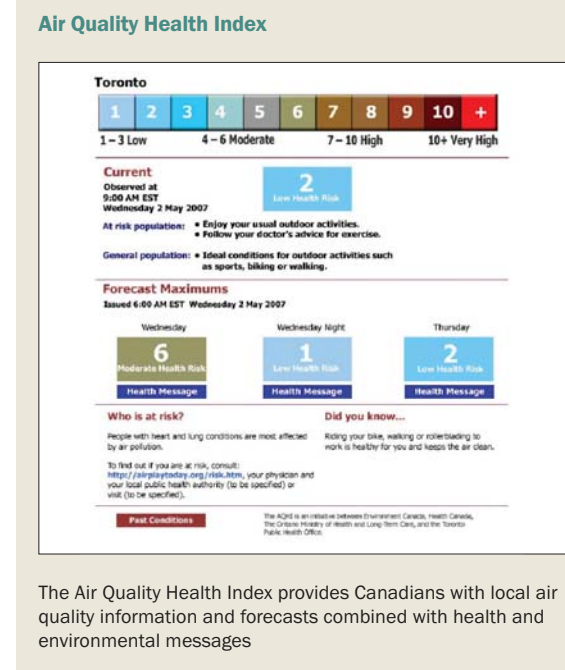 Air Quality Health Index
Toronto
1 2 3 4 5 6 7 8 9 10 +
1 – 3 Low 4 – 6 Moderate 7 – 10 High 10+ Very High
Current
Observed at
9:00 AM EST
Wednesday 2 May 2007
2
Low Health Risk
At risk population: • Enjoy your usual outdoor activities.
• Follow your doctor's advice for exercise.
General population: • Ideal conditions for outdoor activities such
as sports, biking or walking.
Forecast Maximums
Issued 6:00 AM EST Wednesday 2 May 2007
Wednesday Wednesday Night Thursday
6 1 2
Moderate Health Risk Low Health Risk Low Health Risk
Health Message Health Message Health Message
Who is at risk?
People with heart and lung conditions are most affected
by air pollution.
To find out if you are at risk, consult:
http://airplaytoday.org/risk.htm, your physician and
your local public health authority (to be specified) or
visit (to be specified).
Did you know...
Riding your bike, walking or rollerblading to
work is healthy for you and keeps the air clean.
Past Conditions
The AQHI is an initiative between Environment Canada, Health Canada,
The Ontario Ministry of Health and Long-Term Care, and the Toronto
Public Health Office.
The Air Quality Health Index provides Canadians with local air
quality information and forecasts combined with health and
environmental messages